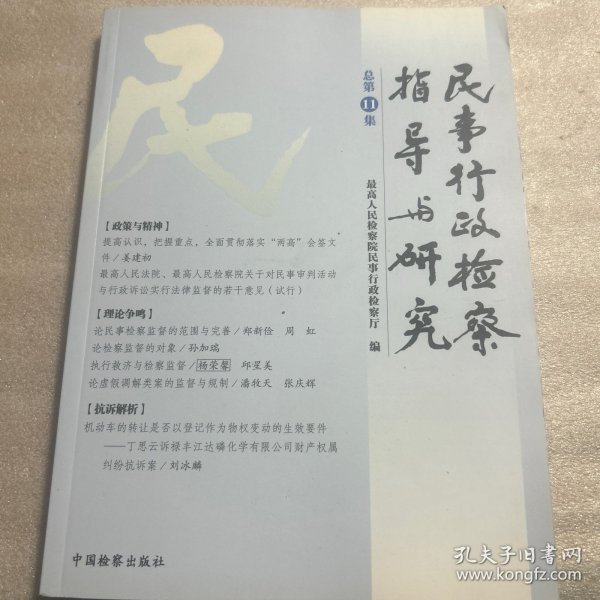 民
民事行政检察
指导与研究
总第11集
最高人民检察院民事行政检察厅 编
【政策与精神】
提高认识，把握重点，全面贯彻落实“两高”会签文
件/姜建初
最高人民法院、最高人民检察院关于对民事审判活动
与行政诉讼实行法律监督的若干意见（试行）
【理论争鸣】
论民事检察监督的范围与完善/郑新俭 周虹
论检察监督的对象/孙加瑞
执行救济与检察监督/杨荣馨 邱星美
论虚假调解类案的监督与规制/潘牧天 张庆辉
【抗诉解析】
机动车的转让是否以登记作为物权变动的生效要件
——丁思云诉禄丰江达磷化学有限公司财产权属
纠纷抗诉案/刘冰麟
中国检察出版社
孔夫子旧书网
www.kongfz.com